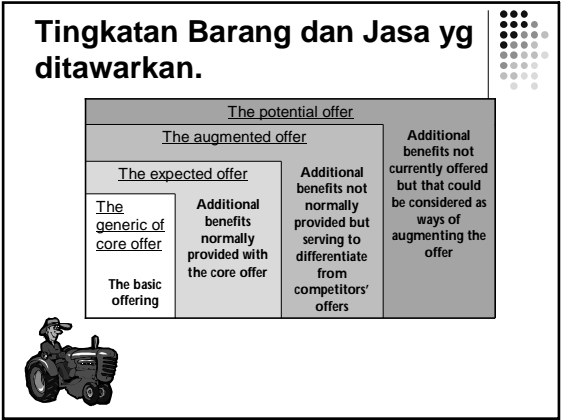 Tingkatan Barang dan Jasa yg
ditawarkan.
The potential offer
The augmented offer
The expected offer
The
generic of
core offer
The basic
offering
Additional
benefits
normally
provided with
the core offer
Additional
benefits not
normally
provided but
serving to
differentiate
from
competitors’
offers
Additional
benefits not
currently offered
but that could
be considered as
ways of
augmenting the
offer